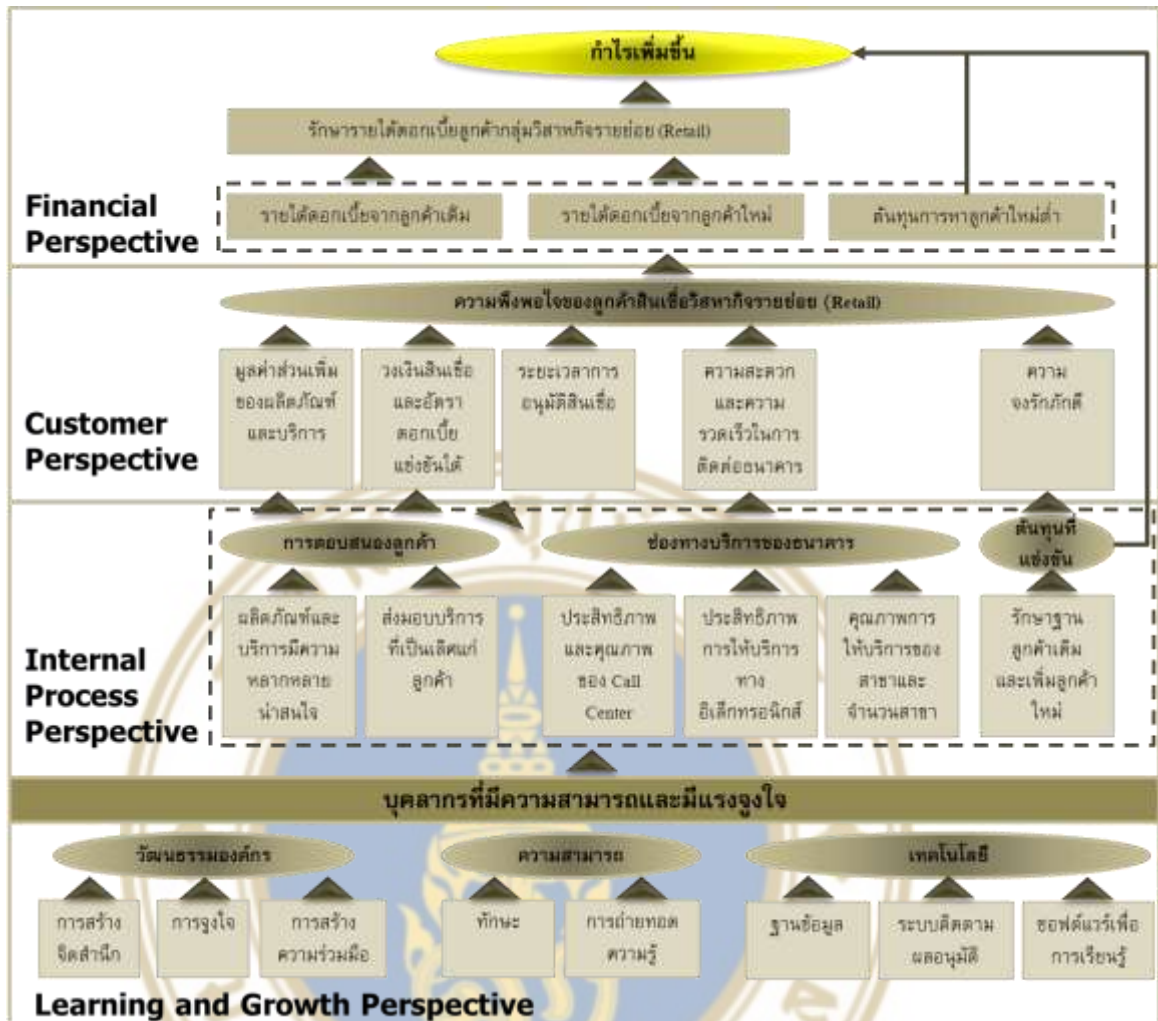 กำไรเพิ่มขึ้น
รักษารายได้ดอกเบี้ยลูกค้ากลุ่มวิสาหกิจรายย่อย (Retail)
Financial
Perspective
รายได้ดอกเบี้ยจากลูกค้าเดิม
รายได้ดอกเบี้ยจากลูกค้าใหม่
ต้นทุนการหาลูกค้าใหม่ต่ำ
ความพึงพอใจของลูกค้าสินเชื่อวิสหากิจรายย่อย (Retail)
Customer
Perspective
มูลค่าส่วนเพิ่ม
ของผลิตภัณฑ์
และบริการ
วงเงินสินเชื่อ
และอัตรา
ดอกเบี้ย
แข่งขันได้
ระยะเวลาการ
อนุมัติสินเชื่อ
ความสะดวก
และความ
รวดเร็วในการ
ติดต่อธนาคาร
ความ
จงรักภักดี
การตอบสนองลูกค้า
ช่องทางบริการของธนาคาร
ต้นทุนที่
แข่งขัน
Internal
Process
Perspective
ผลิตภัณฑ์และ
บริการมีความ
หลากหลาย
น่าสนใจ
ส่งมอบบริการ
ที่เป็นเลิศแก่
ลูกค้า
ประสิทธิภาพ
และคุณภาพ
ของ Call
Center
ประสิทธิภาพ
การให้บริการ
ทาง
อิเล็กทรอนิกส์
คุณภาพการ
ให้บริการของ
สาขาและ
จำนวนสาขา
รักษาฐาน
ลูกค้าเดิม
และเพิ่มลูกค้า
ใหม่
บุคลากรที่มีความสามารถและมีแรงจูงใจ
วัฒนธรรมองค์กร
ความสามารถ
เทคโนโลยี
การสร้าง
จิตสำนึก
การจูงใจ
การสร้าง
ความร่วมมือ
ทักษะ
การถ่ายทอด
ความรู้
ฐานข้อมูล
ระบบติดตาม
ผลอนุมัติ
ซอฟต์แวร์เพื่อ
การเรียนรู้
Learning and Growth Perspective